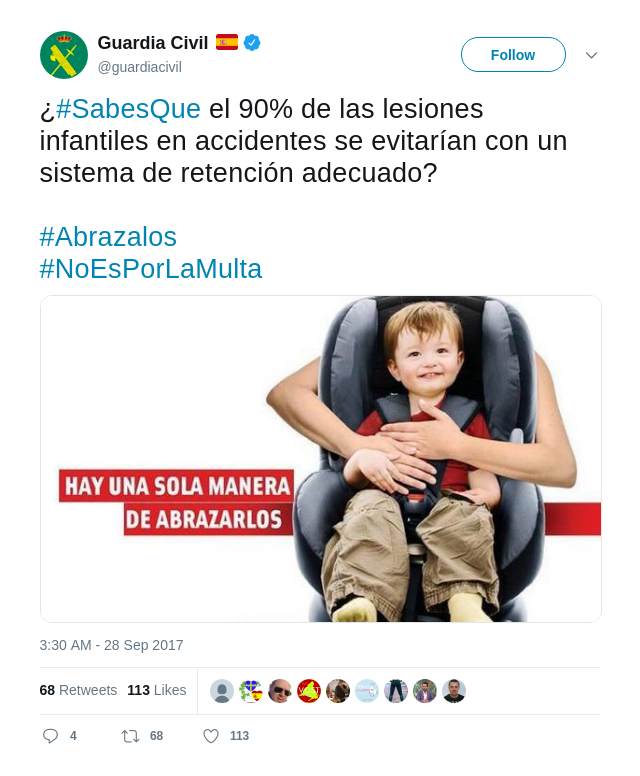 Guardia Civil
@guardiacivil
Follow
¿#SabesQue el 90% de las lesiones
infantiles en accidentes se evitarían con un
sistema de retención adecuado?
#Abrazalos
#NoEsPorLaMulta
HAY UNA SOLA MANERA
DE ABRAZARLOS
3:30 AM - 28 Sep 2017
68 Retweets 113 Likes
4 68 113